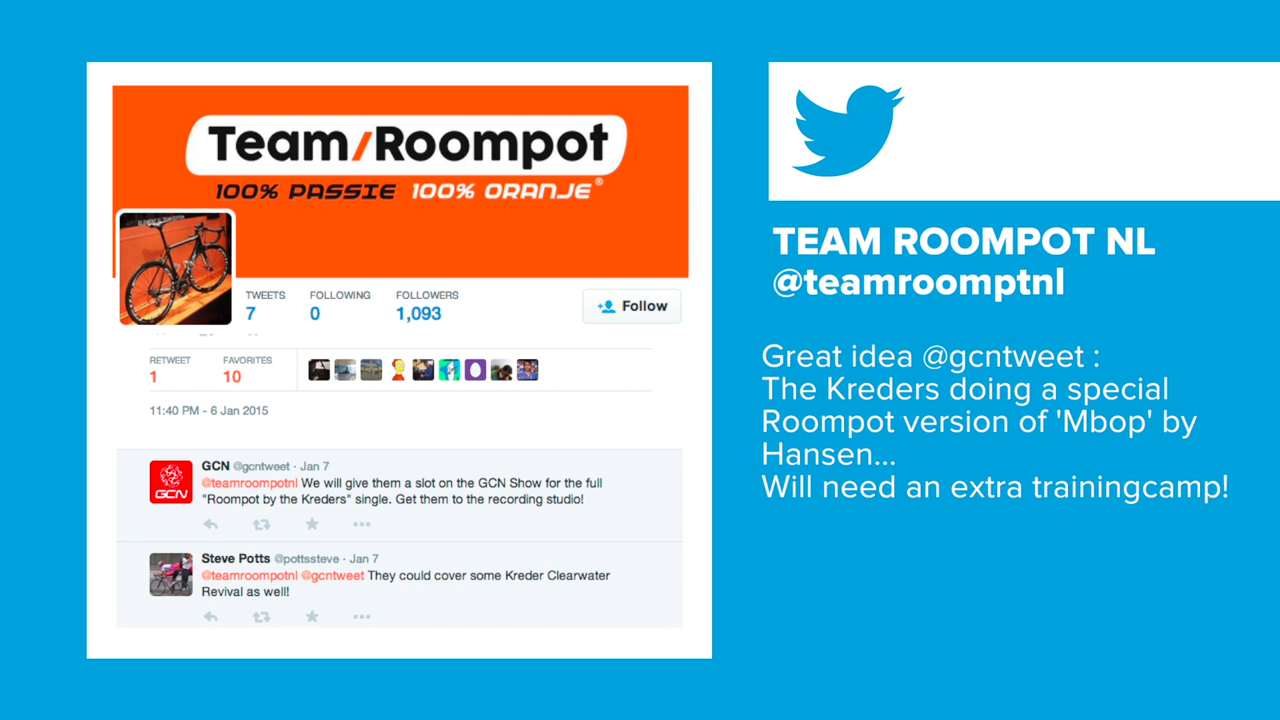 Team/Roompot
100% PASSIE 100% ORANJE®
TWEETS FOLLOWING FOLLOWERS
7 0 1,093
Follow
RETWEET FAVORITES
1 10
11:40 PM - 6 Jan 2015
GCN @gcntweet · Jan 7
@teamroompotnl We will give them a slot on the GCN Show for the full
"Roompot by the Kreders" single. Get them to the recording studio!
GCN
Steve Potts @pottssteve · Jan 7
@teamroompotnl @gcntweet They could cover some Kreder Clearwater
Revival as well!
TEAM ROOMPOT NL
@teamroomptnl
Great idea @gcntweet :
The Kreders doing a special
Roompot version of 'Mbop' by
Hansen...
Will need an extra trainingcamp!